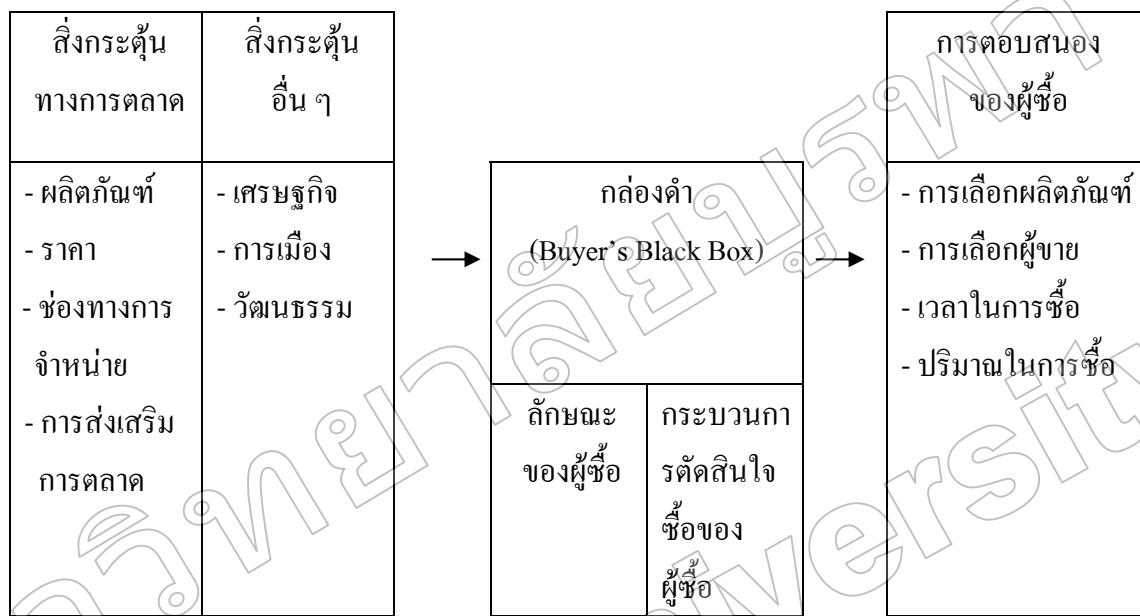 สิ่งกระตุ้น
ทางการตลาด
สิ่งกระตุ้น
อื่น ๆ
- ผลิตภัณฑ์
- ราคา
- ช่องทางการ
จำหน่าย
- การส่งเสริม
การตลาด
- เศรษฐกิจ
- การเมือง
- วัฒนธรรม
กล่องดำ
(Buyer's Black Box)
ลักษณะ
ของผู้ซื้อ
กระบวนกา
รตัดสินใจ
ซื้อของ
ผู้ซื้อ
การตอบสนอง
ของผู้ซื้อ
- การเลือกผลิตภัณฑ์
- การเลือกผู้ขาย
- เวลาในการซื้อ
- ปริมาณในการซื้อ